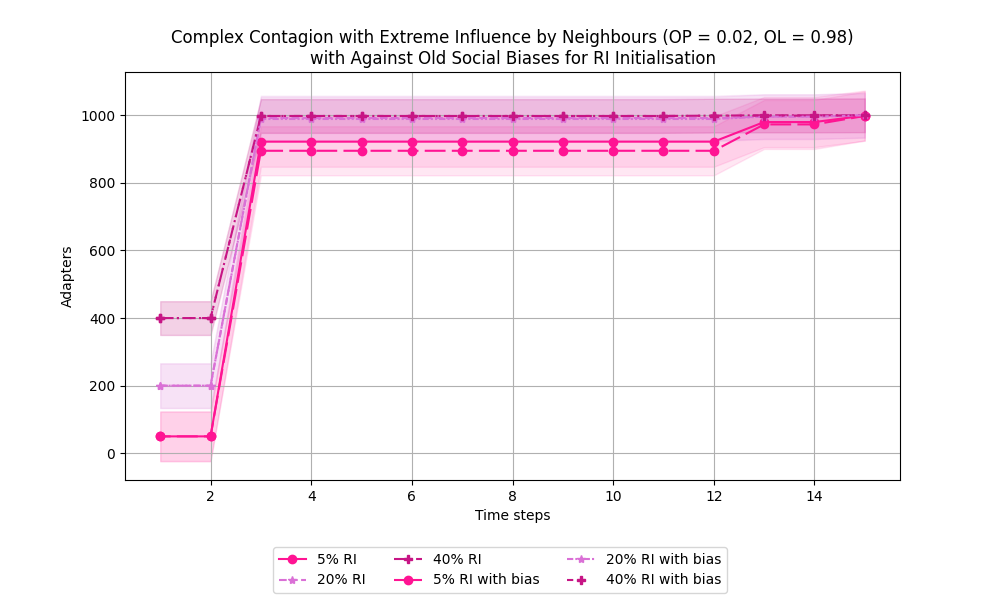 Complex Contagion with Extreme Influence by Neighbours (OP = 0.02, OL = 0.98)
with Against Old Social Biases for RI Initialisation
1000
800
600
400
200
0
Adapters
2 4 6 8 10 12 14
Time steps
5% RI 40% RI 20% RI with bias
20% RI 5% RI with bias 40% RI with bias